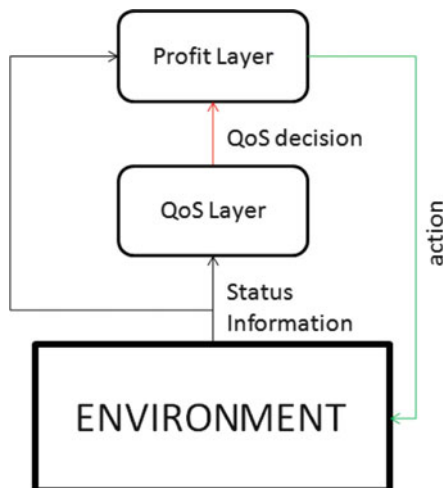 Profit Layer
QoS decision
QoS Layer
action
Status
Information
ENVIRONMENT